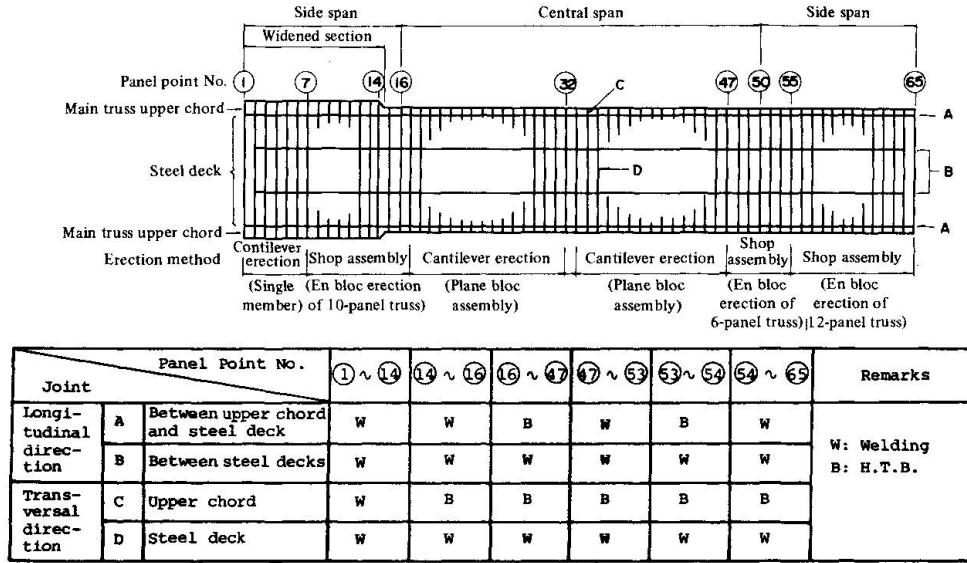 Side span Central span Side span
Widened section
Panel point No. 1 7 14 16 32 C 47 50 55 65
Main truss upper chord A
Steel deck D B
Main truss upper chord A
Erection method Cantilever erection Shop assembly Cantilever erection Cantilever erection Shop assembly Shop assembly
(Single member) (En bloc erection of 10-panel truss) (Plane bloc assembly) (Plane bloc assembly) (En bloc erection of 6-panel truss) (En bloc erection of 12-panel truss)
Joint Panel Point No. 1 ~ 14 14 ~ 16 16 ~ 47 47 ~ 53 53 ~ 54 54 ~ 65 Remarks
Longi-tudinal direc-tion A Between upper chord and steel deck W W B W B W W: Welding
B Between steel decks W W W W W W B: H.T.B.
Trans-versal direc-tion C Upper chord W B B B B B
D Steel deck W W W W W W